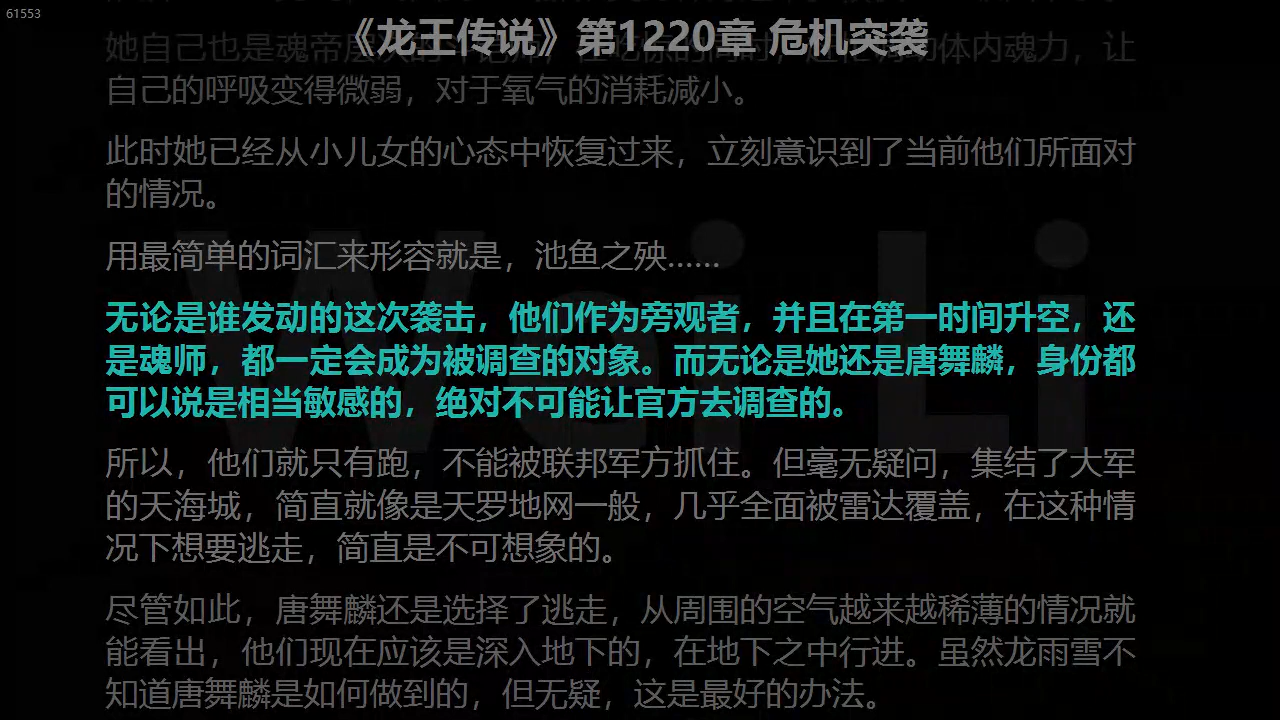 61553
《龙王传说》第1220章 危机突袭
她自己也是魂帝层次的
体内魂力，让
自己的呼吸变得微弱，对于氧气的消耗减小。
此时她已经从小儿女的心态中恢复过来，立刻意识到了当前他们所面对
的情况。
用最简单的词汇来形容就是，池鱼之殃……
无论是谁发动的这次袭击，他们作为旁观者，并且在第一时间升空，还
是魂师，都一定会成为被调查的对象。而无论是她还是唐舞麟，身份都
可以说是相当敏感的，绝对不可能让官方去调查的。
所以，他们就只有跑，不能被联邦军方抓住。但毫无疑问，集结了大军
的天海城，简直就像是天罗地网一般，几乎全面被雷达覆盖，在这种情
况下想要逃走，简直是不可想象的。
尽管如此，唐舞麟还是选择了逃走，从周围的空气越来越稀薄的情况就
能看出，他们现在应该是深入地下的，在地下之中行进。虽然龙雨雪不
知道唐舞麟是如何做到的，但无疑，这是最好的办法。
Wei Li